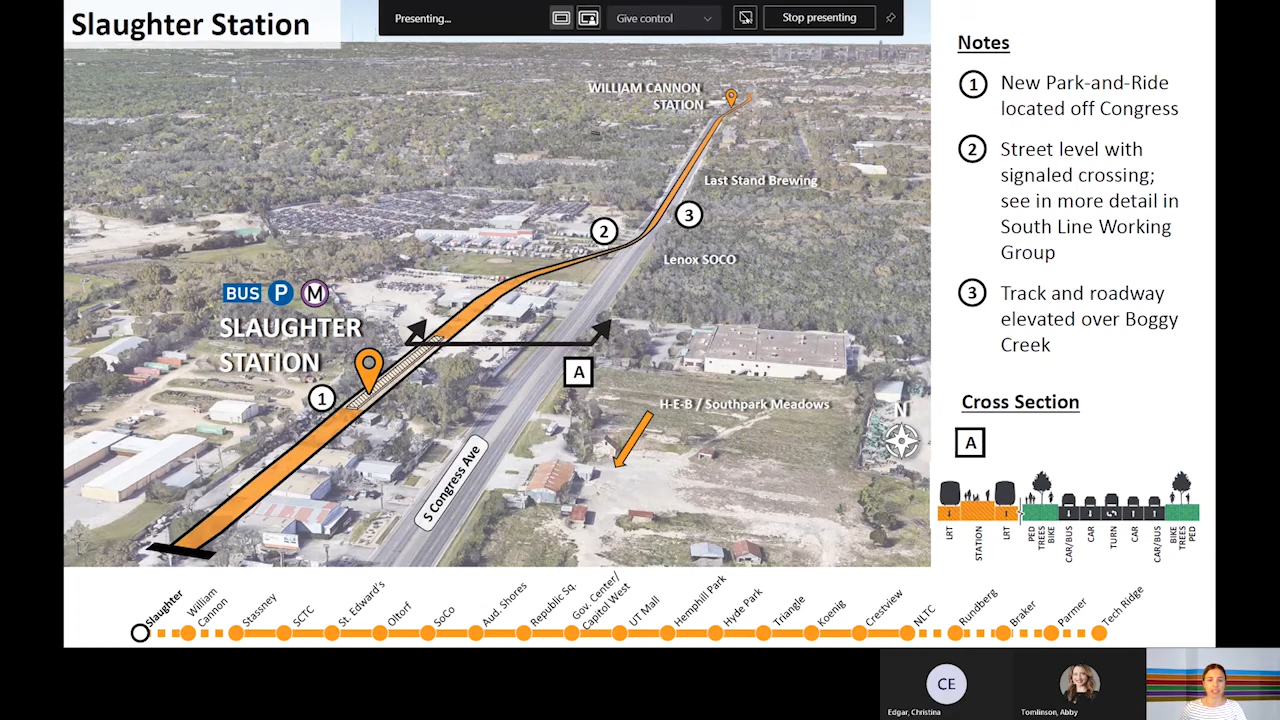 Slaughter Station
Presenting...
Give control
Stop presenting
WILLIAM CANNON
STATION
Last Stand Brewing
3
2
Lenox SOCO
BUS P M
SLAUGHTER
STATION
A
1
H-E-B / Southpark Meadows
N
S Congress Ave
Notes
1 New Park-and-Ride
located off Congress
2 Street level with
signaled crossing;
see in more detail in
South Line Working
Group
3 Track and roadway
elevated over Boggy
Creek
Cross Section
A
LRT
STATION
LRT
PED
TREES
BIKE
CAR/BUS
CAR
TURN
CAR
CAR/BUS
BIKE
TREES
PED
Slaughter
William
Cannon
Stassney
SCTC
St. Edward's
Oltorf
SoCo
Aud. Shores
Republic Sq.
Gov. Center/
Capitol West
UT Mall
Hemphill Park
Hyde Park
Triangle
Koenig
Crestview
NLTC
Rundberg
Braker
Parmer
Tech Ridge
CE
Edgar, Christina
Tomlinson, Abby